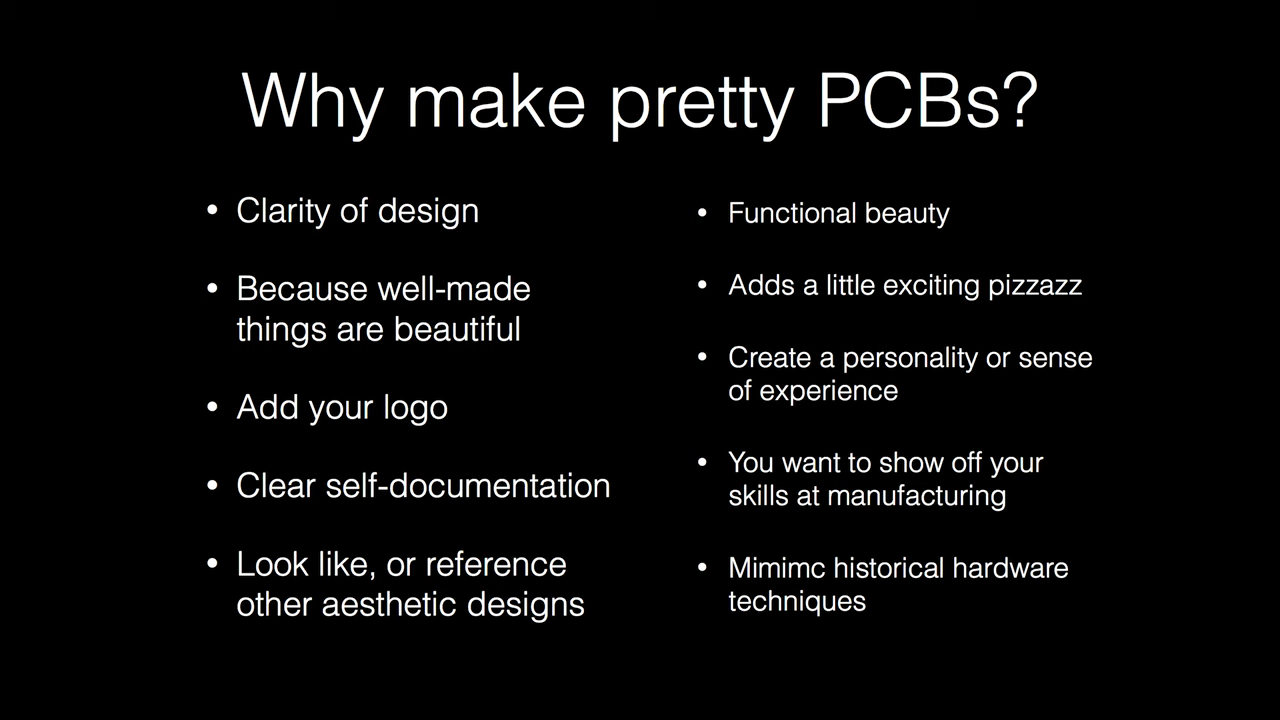 Why make pretty PCBs?
• Clarity of design
• Because well-made
things are beautiful
• Add your logo
• Clear self-documentation
• Look like, or reference
other aesthetic designs
• Functional beauty
• Adds a little exciting pizzazz
• Create a personality or sense
of experience
• You want to show off your
skills at manufacturing
• Mimimc historical hardware
techniques